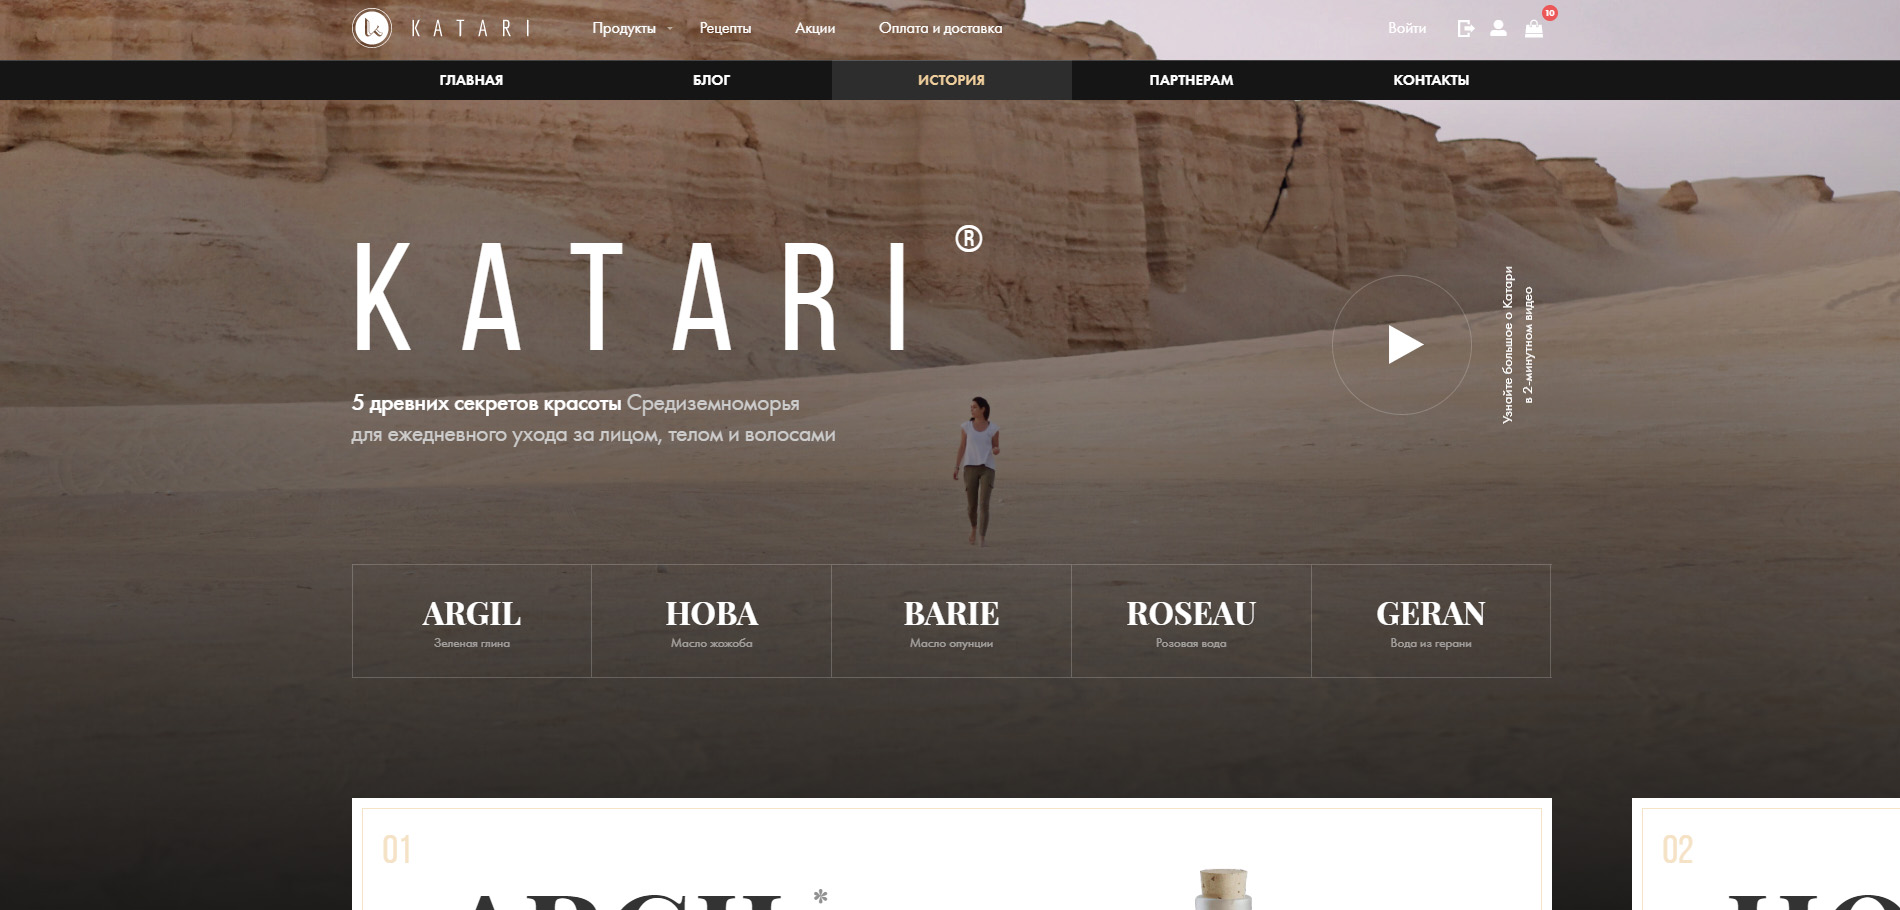 KATARI
Продукты
Рецепты
Акции
Оплата и доставка
Войти
10
ГЛАВНАЯ
БЛОГ
ИСТОРИЯ
ПАРТНЕРАМ
КОНТАКТЫ
KATARI®
5 древних секретов красоты Средиземноморья
для ежедневного ухода за лицом, телом и волосами
Узнайте большое о Катари
в 2-минутном видео
ARGIL
Зеленая глина
HOBA
Масло жожоба
BARIE
Масло опунции
ROSEAU
Розовая вода
GERAN
Вода из герани
01
ARGIL*
02